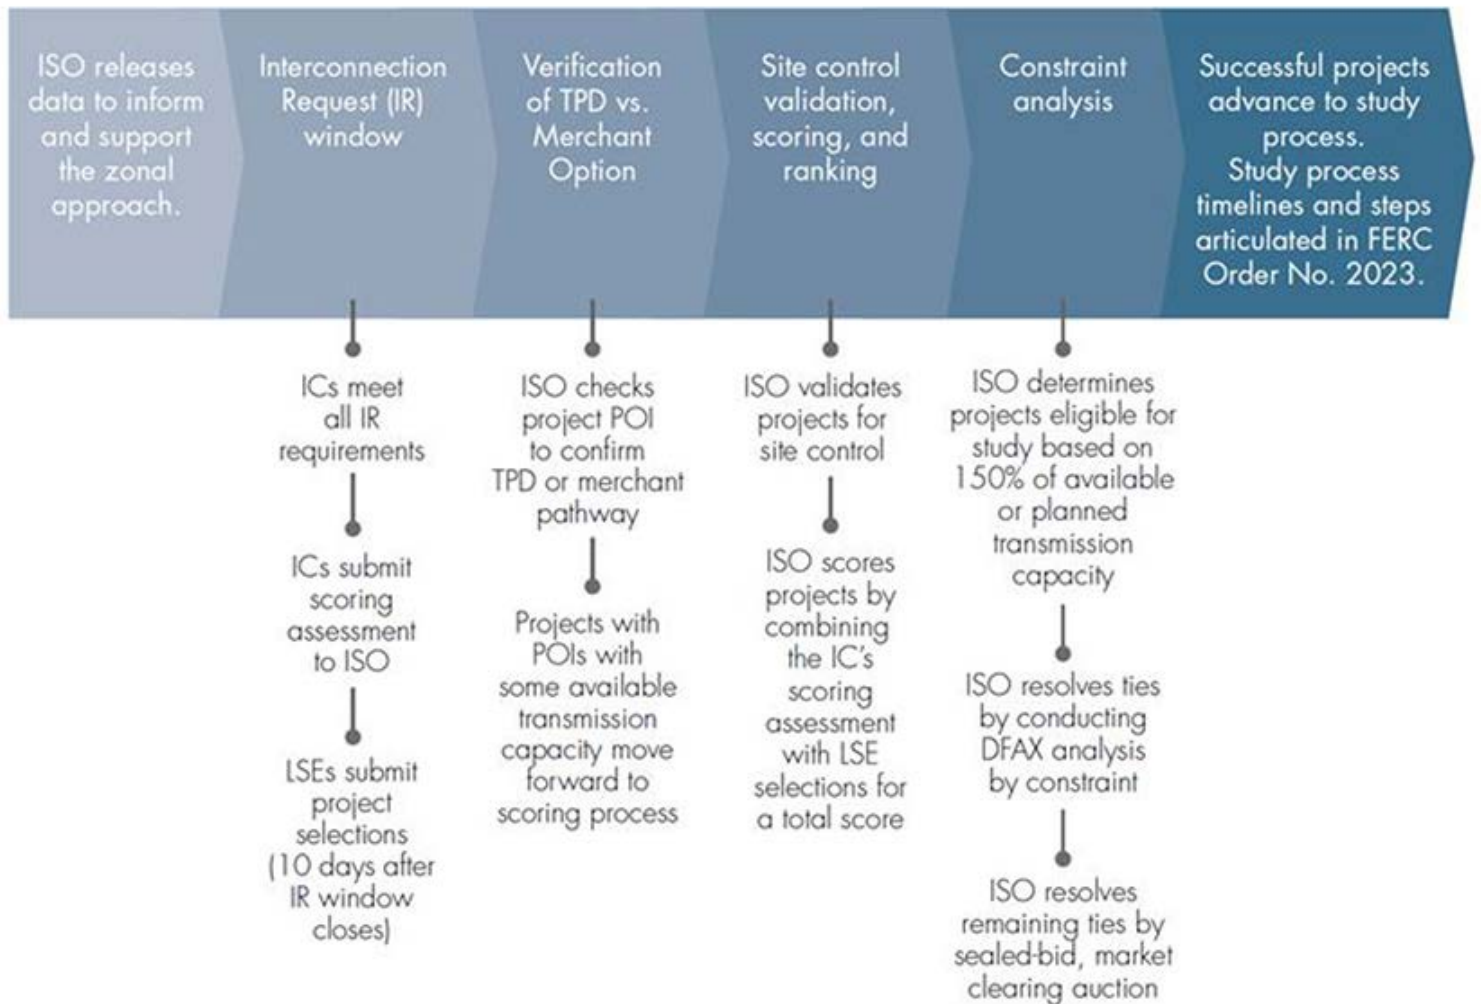 ISO releases
data to inform
and support
the zonal
approach.
Interconnection
Request (IR)
window
Verification
of TPD vs.
Merchant
Option
Site control
validation,
scoring, and
ranking
Constraint
analysis
Successful projects
advance to study
process.
Study process
timelines and steps
articulated in FERC
Order No. 2023.
ICs meet
all IR
requirements
ICs submit
scoring
assessment
to ISO
LSEs submit
project
selections
(10 days after
IR window
closes)
ISO checks
project POI
to confirm
TPD or merchant
pathway
Projects with
POIs with
some available
transmission
capacity move
forward to
scoring process
ISO validates
projects for
site control
ISO scores
projects by
combining
the IC's
scoring
assessment
with LSE
selections for
a total score
ISO determines
projects eligible for
study based on
150% of available
or planned
transmission
capacity
ISO resolves ties
by conducting
DFAX analysis
by constraint
ISO resolves
remaining ties by
sealed-bid, market
clearing auction